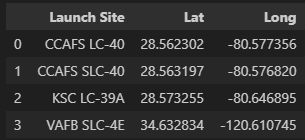 Launch Site Lat Long
0 CCAFS LC-40 28.562302 -80.577356
1 CCAFS SLC-40 28.563197 -80.576820
2 KSC LC-39A 28.573255 -80.646895
3 VAFB SLC-4E 34.632834 -120.610745